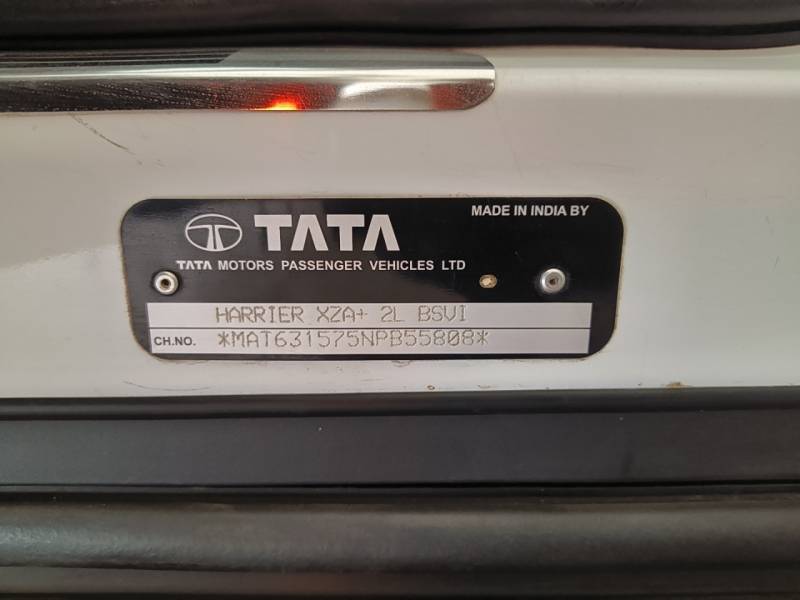 MADE IN INDIA BY
TATA
TATA MOTORS PASSENGER VEHICLES LTD
HARRIER XZA+ 2L BSVI
CH.NO. *MAT631575NPB55808*